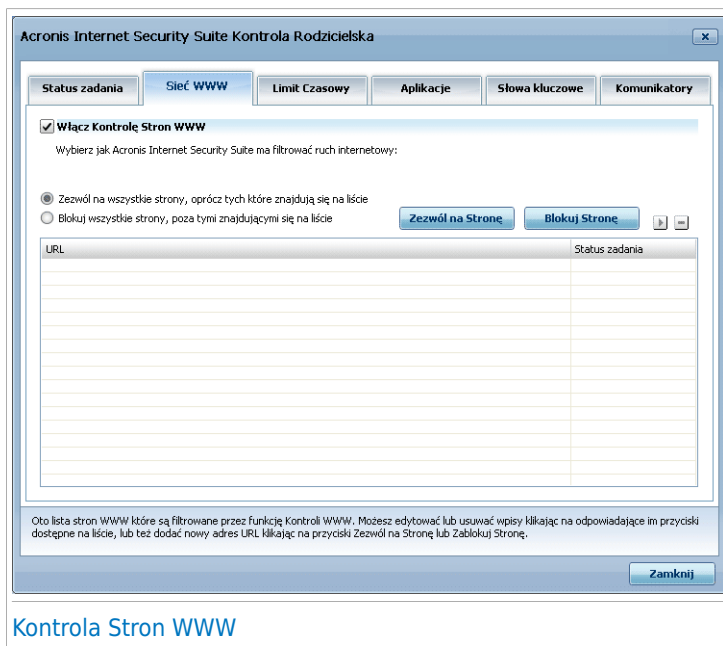 Acronis Internet Security Suite Kontrola Rodzicielska
Status zadania
Sieć WWW
Limit Czasowy
Aplikacje
Słowa kluczowe
Komunikatory
Włącz Kontrolę Stron WWW
Wybierz jak Acronis Internet Security Suite ma filtrować ruch internetowy:
Zezwól na wszystkie strony, oprócz tych które znajdują się na liście
Blokuj wszystkie strony, poza tymi znajdującymi się na liście
Zezwól na Stronę
Blokuj Stronę
URL
Status zadania
Oto lista stron WWW które są filtrowane przez funkcję Kontroli WWW. Możesz edytować lub usuwać wpisy klikając na odpowiadające im przyciski
dostępne na liście, lub też dodać nowy adres URL klikając na przyciski Zezwól na Stronę lub Zablokuj Stronę.
Zamknij
Kontrola Stron WWW